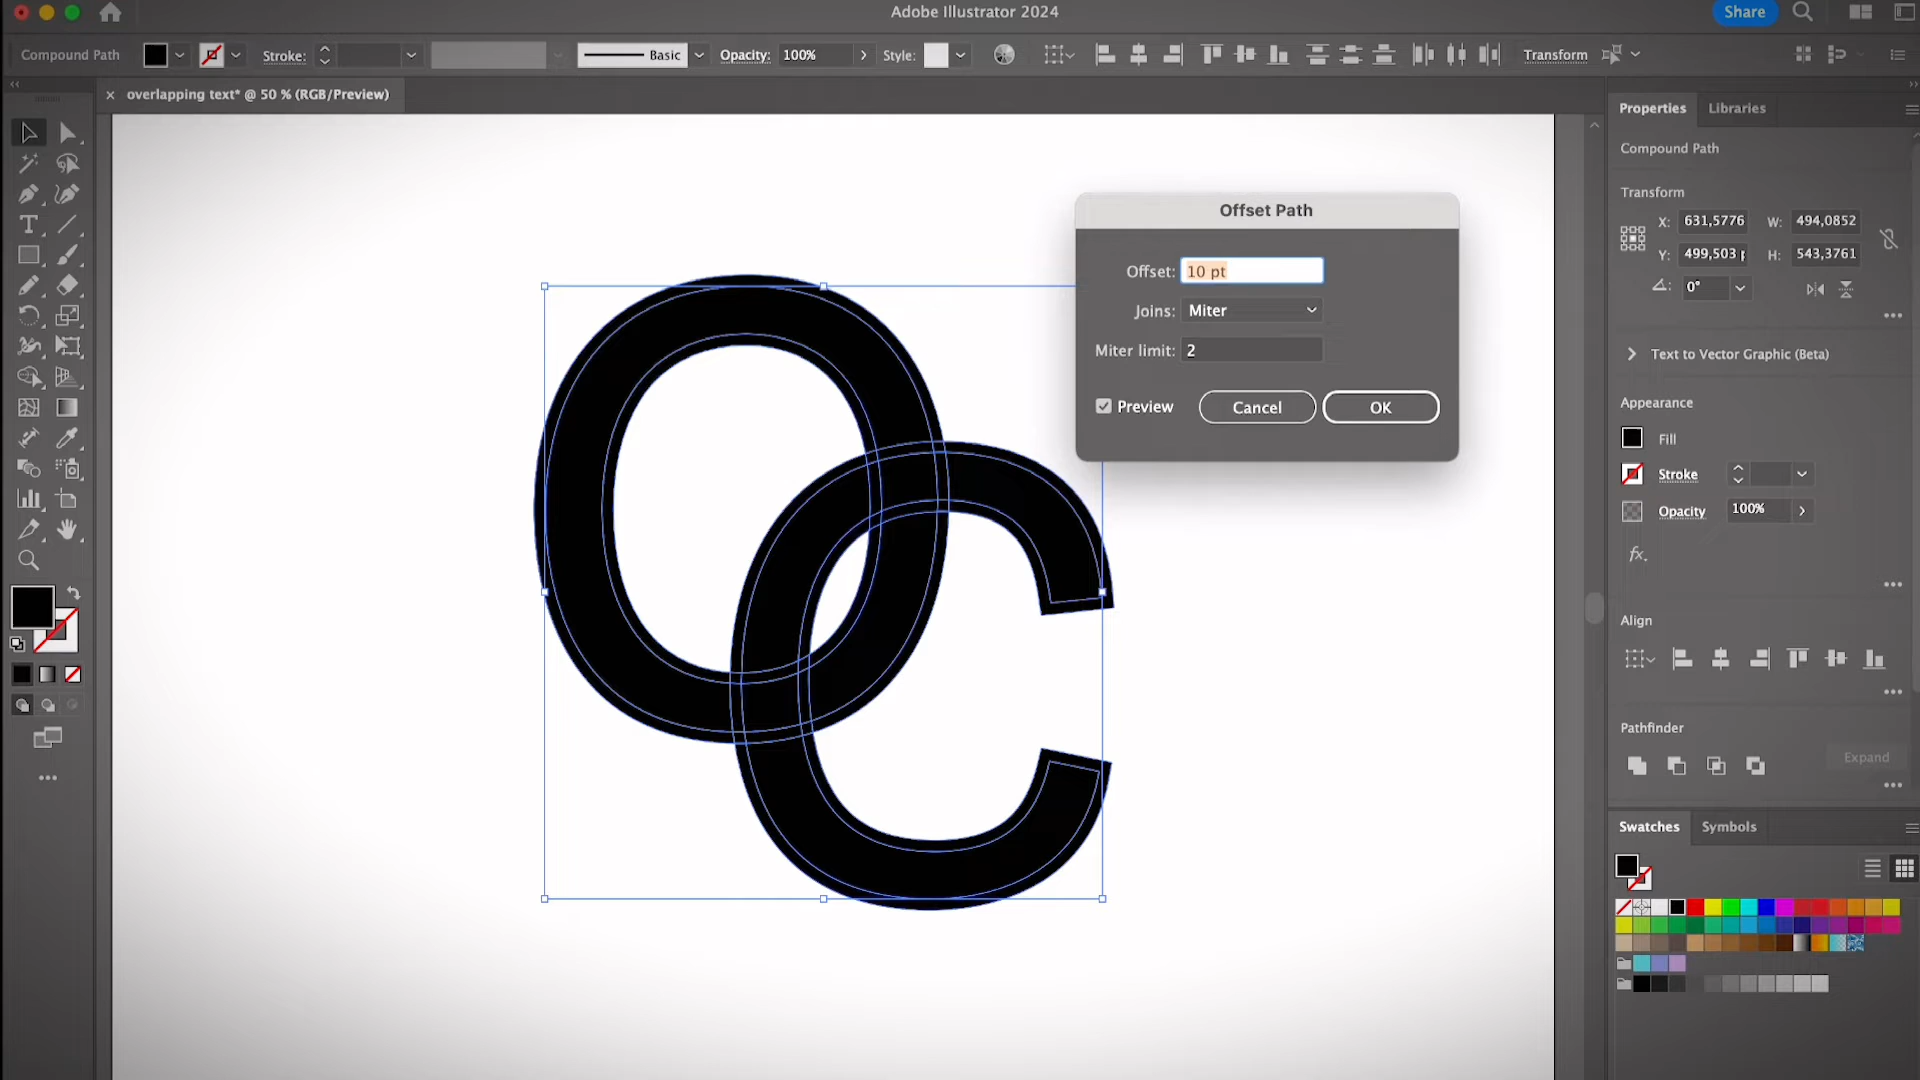 Adobe Illustrator 2024
Share
Compound Path
Stroke:
Basic
Opacity:
100%
Style:
Transform
overlapping text* @ 50 % (RGB/Preview)
Properties
Libraries
Compound Path
Transform
X: 631,5776
W: 494,0852
Y: 499,503 p
H: 543,3761
0°
Text to Vector Graphic (Beta)
Appearance
Fill
Stroke
Opacity
100%
fx.
Align
Pathfinder
Expand
Swatches
Symbols
Offset Path
Offset: 10 pt
Joins: Miter
Miter limit: 2
Preview
Cancel
OK
O
C